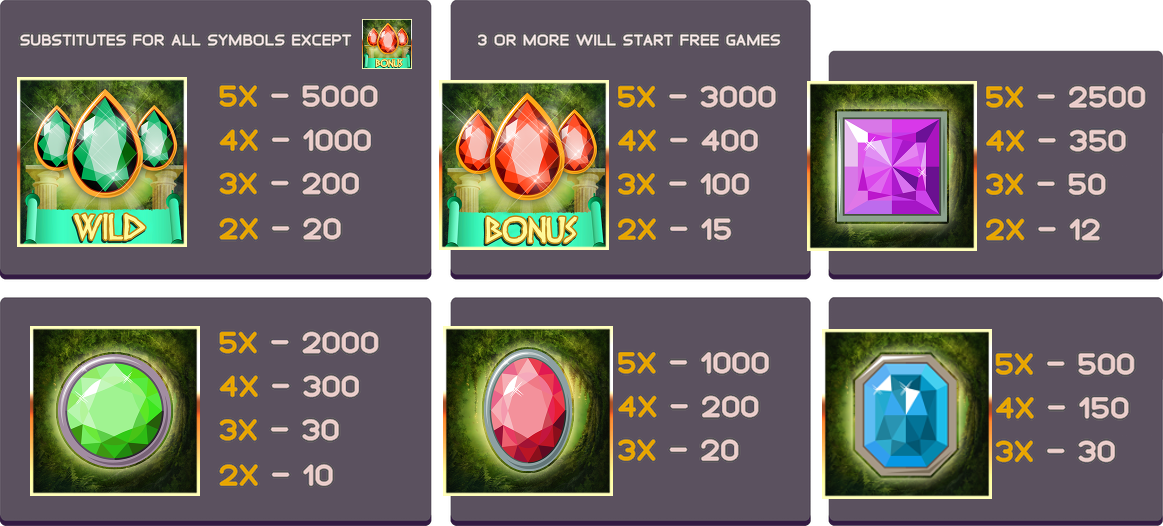 SUBSTITUTES FOR ALL SYMBOLS EXCEPT
BONUS
WILD
5X – 5000
4X – 1000
3X – 200
2X – 20
3 OR MORE WILL START FREE GAMES
BONUS
5X – 3000
4X – 400
3X – 100
2X – 15
5X – 2500
4X – 350
3X – 50
2X – 12
5X – 2000
4X – 300
3X – 30
2X – 10
5X – 1000
4X – 200
3X – 20
5X – 500
4X – 150
3X – 30